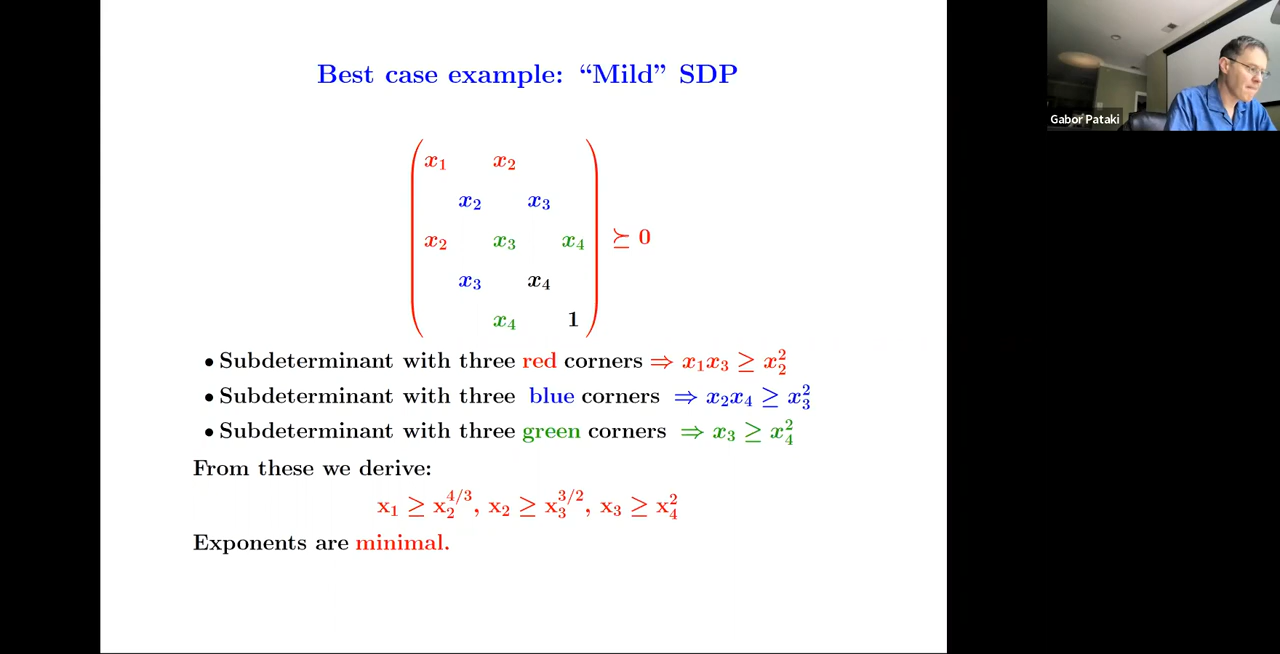 Best case example: “Mild” SDP
x₁ x₂
x₂ x₃
x₂ x₃ x₄ ⪰ 0
x₃ x₄
x₄ 1
• Subdeterminant with three red corners ⇒ x₁x₃ ≥ x₂²
• Subdeterminant with three blue corners ⇒ x₂x₄ ≥ x₃²
• Subdeterminant with three green corners ⇒ x₃ ≥ x₄²
From these we derive:
x₁ ≥ x₂^{4/3}, x₂ ≥ x₃^{3/2}, x₃ ≥ x₄²
Exponents are minimal.
Gabor Pataki